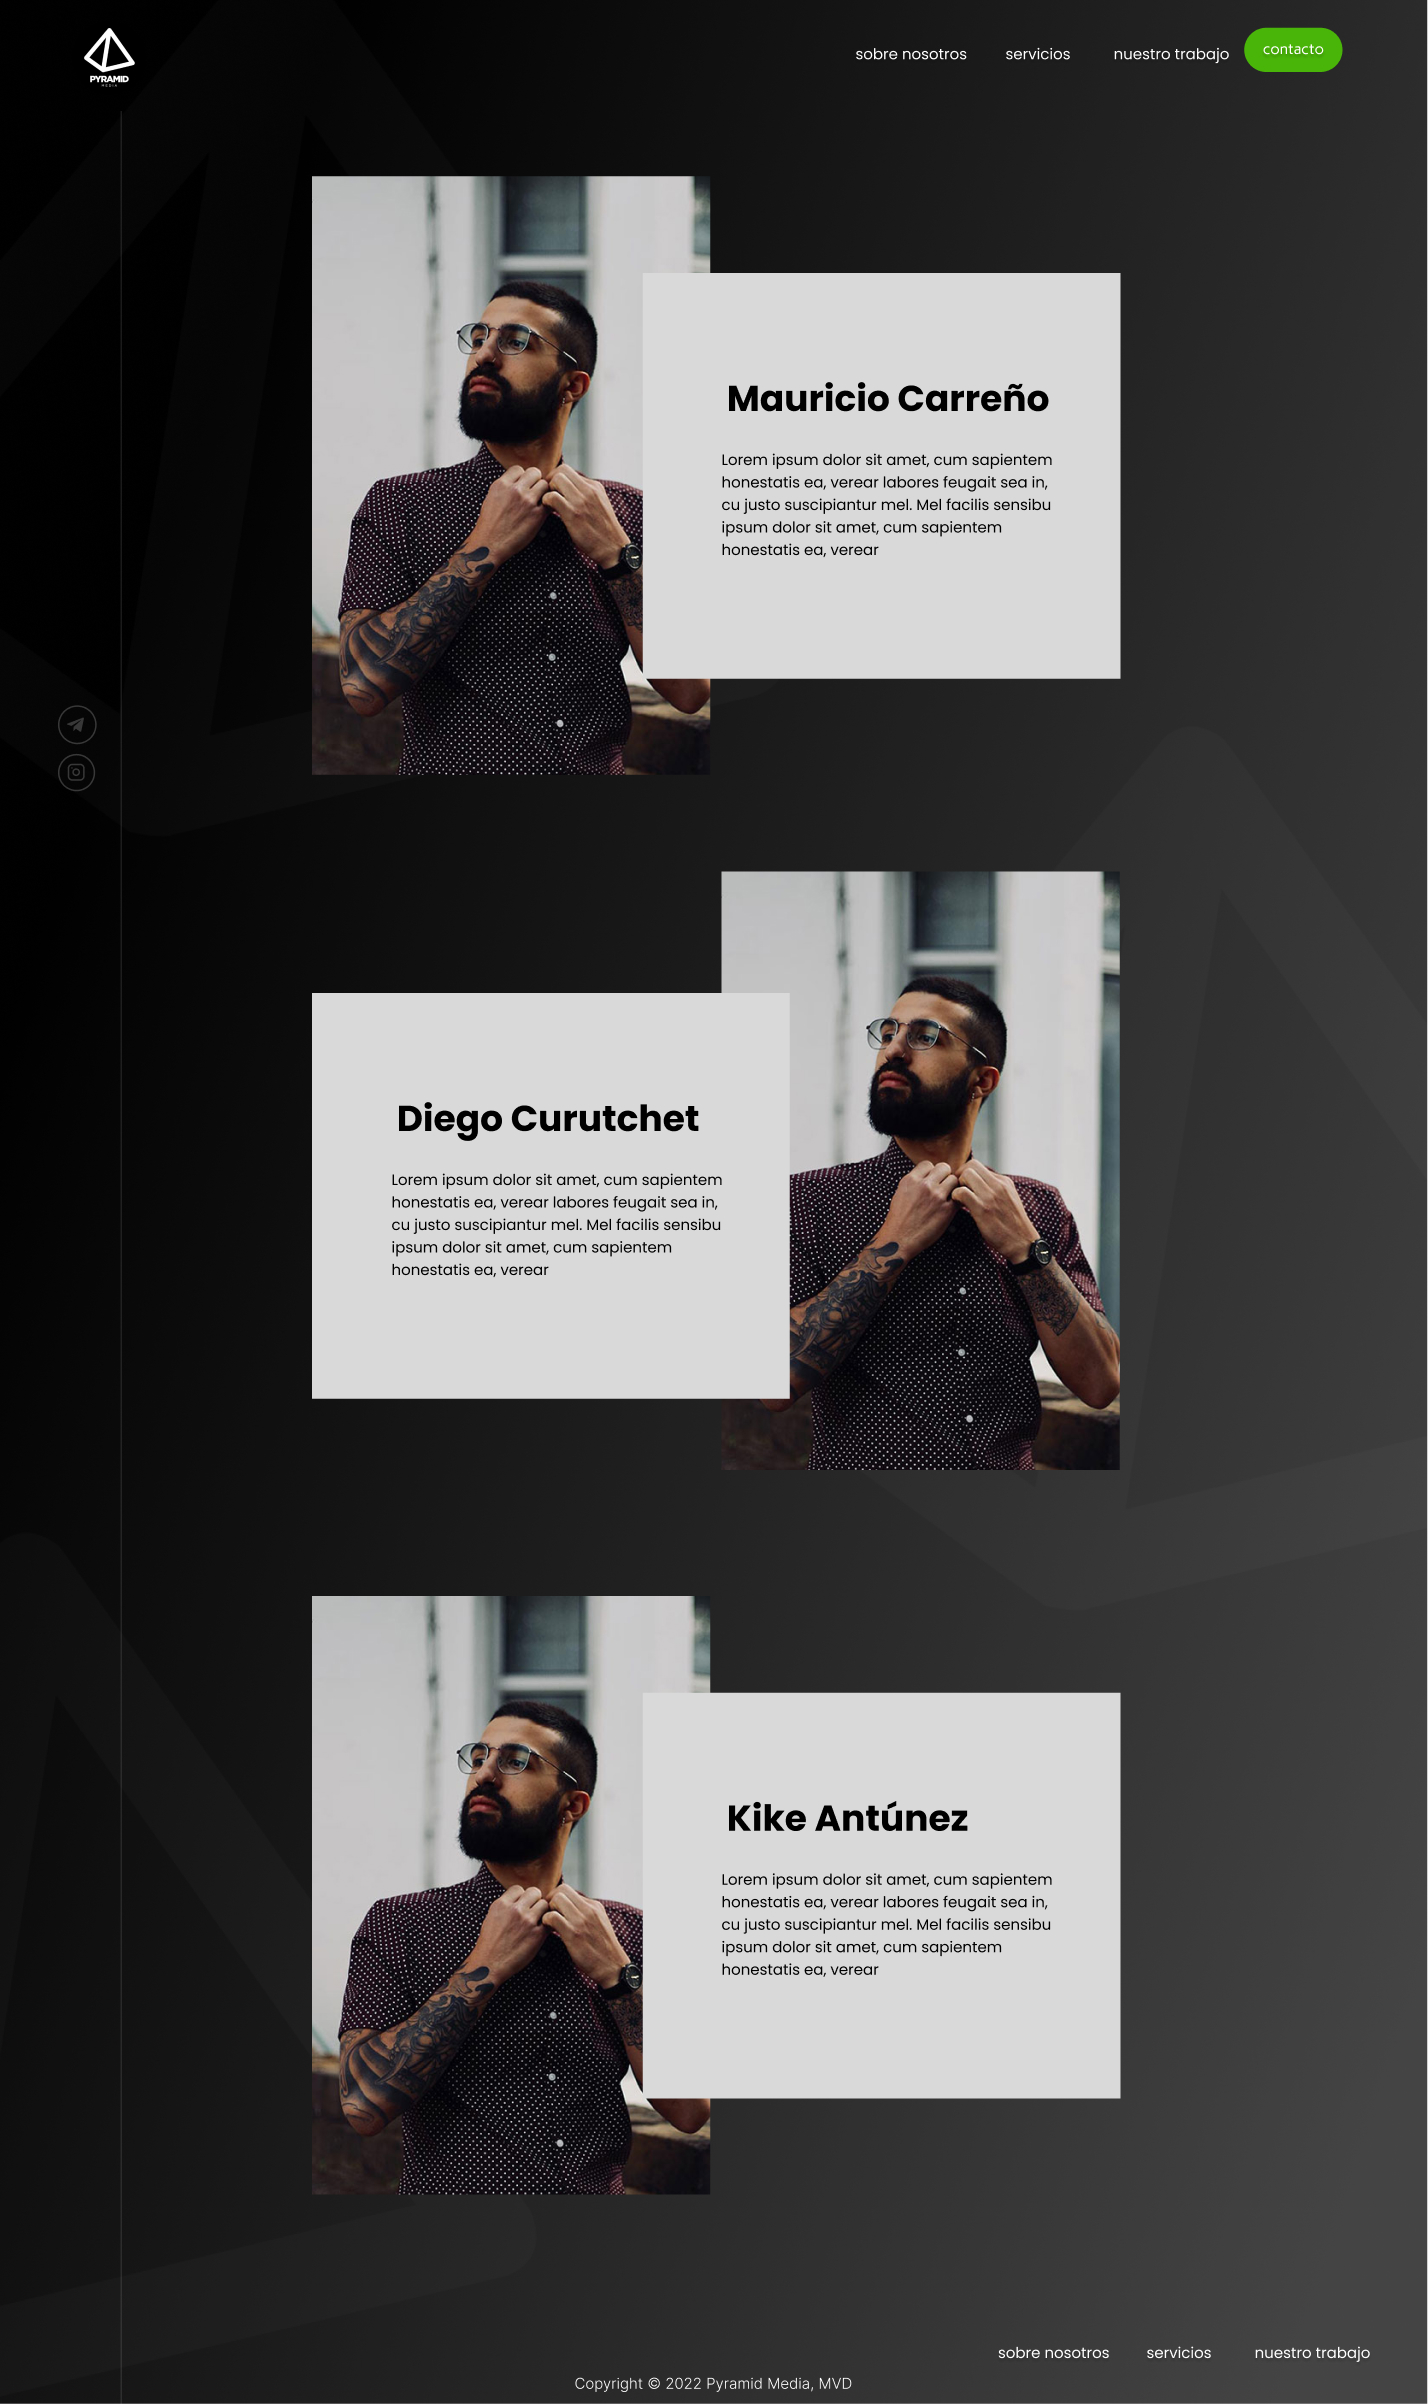 PYRAMID
MEDIA
sobre nosotros
servicios
nuestro trabajo
contacto
Mauricio Carreño
Lorem ipsum dolor sit amet, cum sapientem
honestatis ea, verear labores feugait sea in,
cu justo suscipiantur mel. Mel facilis sensibu
ipsum dolor sit amet, cum sapientem
honestatis ea, verear
Diego Curutchet
Lorem ipsum dolor sit amet, cum sapientem
honestatis ea, verear labores feugait sea in,
cu justo suscipiantur mel. Mel facilis sensibu
ipsum dolor sit amet, cum sapientem
honestatis ea, verear
Kike Antúnez
Lorem ipsum dolor sit amet, cum sapientem
honestatis ea, verear labores feugait sea in,
cu justo suscipiantur mel. Mel facilis sensibu
ipsum dolor sit amet, cum sapientem
honestatis ea, verear
sobre nosotros
servicios
nuestro trabajo
Copyright © 2022 Pyramid Media, MVD